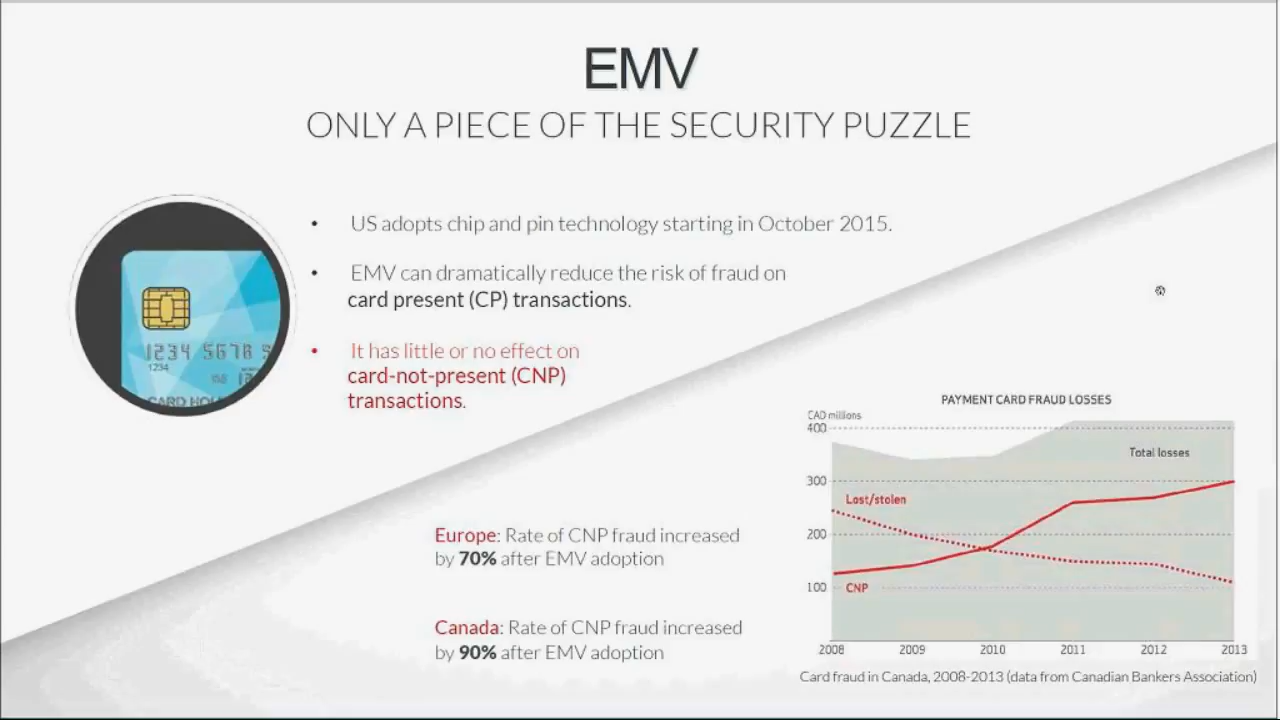 EMV
ONLY A PIECE OF THE SECURITY PUZZLE
• US adopts chip and pin technology starting in October 2015.
• EMV can dramatically reduce the risk of fraud on
card present (CP) transactions.
• It has little or no effect on
card-not-present (CNP)
transactions.
1234 5678
1234
Europe: Rate of CNP fraud increased
by 70% after EMV adoption
Canada: Rate of CNP fraud increased
by 90% after EMV adoption
PAYMENT CARD FRAUD LOSSES
CAD millions
400
Total losses
300
Lost/stolen
200
100
CNP
2008 2009 2010 2011 2012 2013
Card fraud in Canada, 2008-2013 (data from Canadian Bankers Association)